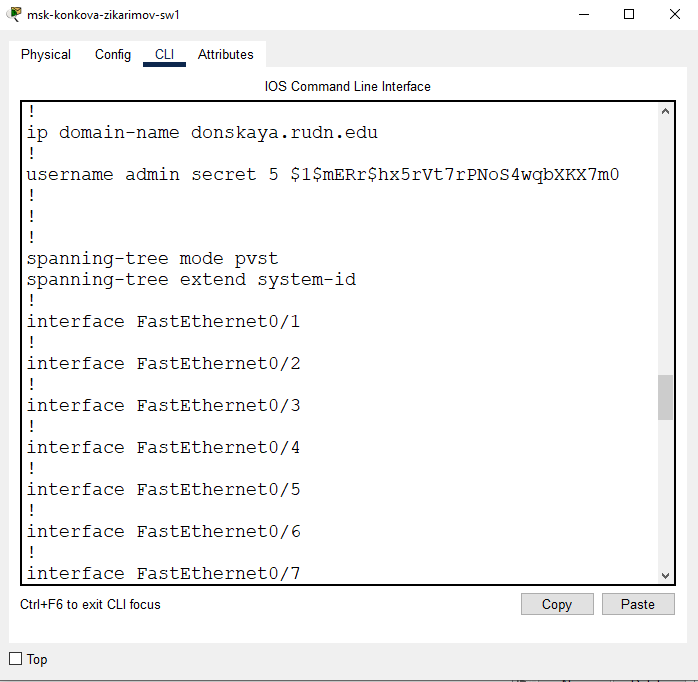 msk-konkova-zikarimov-sw1
Physical Config CLI Attributes
IOS Command Line Interface
!
ip domain-name donskaya.rudn.edu
!
username admin secret 5 $1$mERr$hx5rVt7rPNoS4wqbXKX7m0
!
!
!
spanning-tree mode pvst
spanning-tree extend system-id
!
interface FastEthernet0/1
!
interface FastEthernet0/2
!
interface FastEthernet0/3
!
interface FastEthernet0/4
!
interface FastEthernet0/5
!
interface FastEthernet0/6
!
interface FastEthernet0/7
Ctrl+F6 to exit CLI focus
Copy Paste
Top